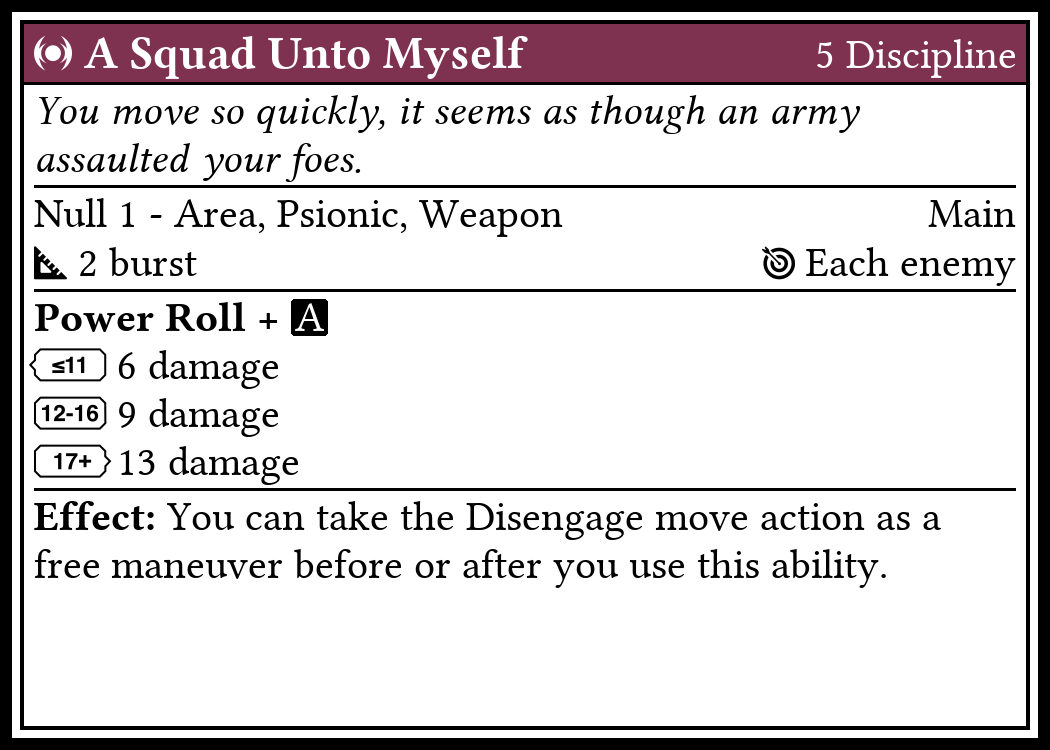 A Squad Unto Myself 5 Discipline
You move so quickly, it seems as though an army
assaulted your foes.
Null 1 - Area, Psionic, Weapon Main
2 burst Each enemy
Power Roll + A
≤11 6 damage
12-16 9 damage
17+ 13 damage
Effect: You can take the Disengage move action as a
free maneuver before or after you use this ability.